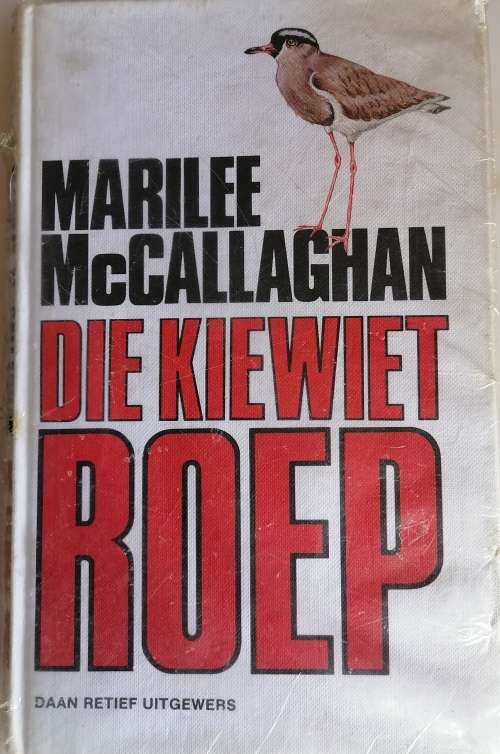 MARILEE
McCALLAGHAN
DIE KIEWIET
ROEP
DAAN RETIEF UITGEWERS